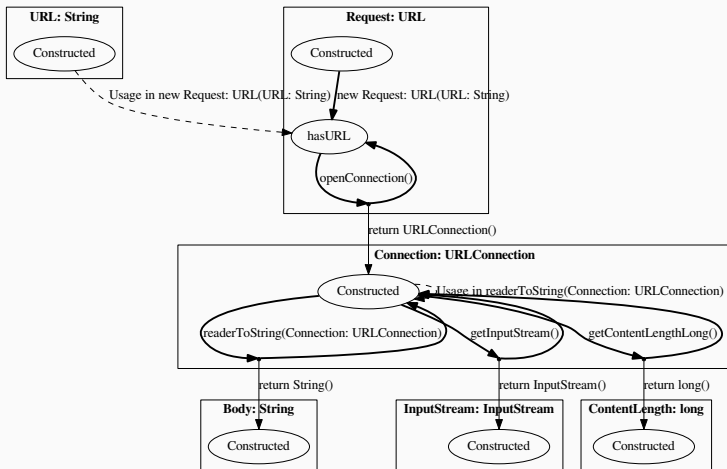 URL: String
Request: URL
Constructed
Constructed
Usage in new Request: URL(URL: String)
new Request: URL(URL: String)
hasURL
openConnection()
return URLConnection()
Connection: URLConnection
Constructed
Usage in readerToString(Connection: URLConnection)
readerToString(Connection: URLConnection)
getInputStream()
getContentLengthLong()
return String()
return InputStream()
return long()
Body: String
InputStream: InputStream
ContentLength: long
Constructed
Constructed
Constructed